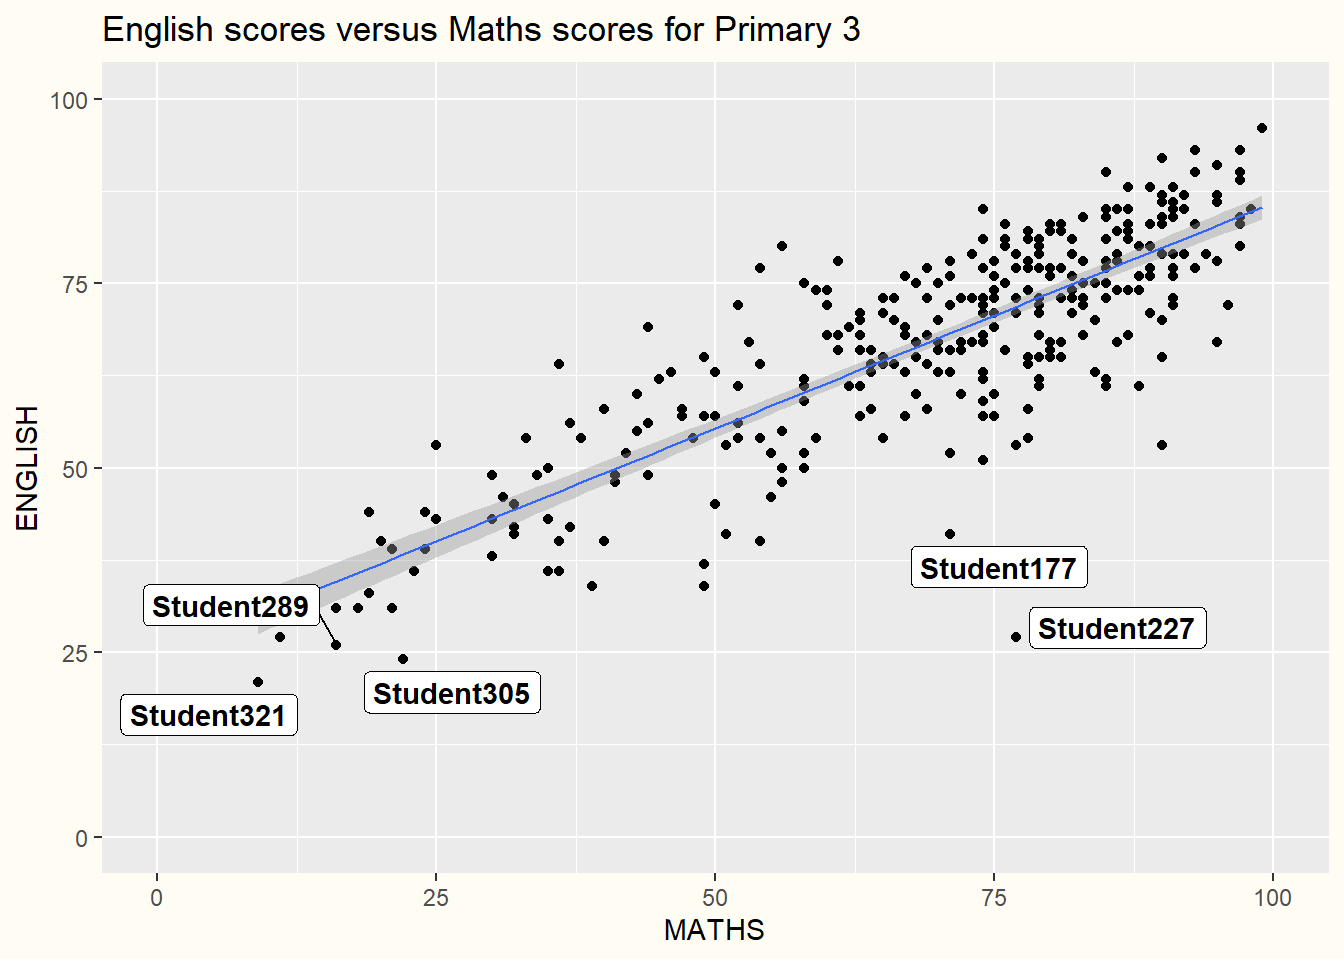 English scores versus Maths scores for Primary 3
ENGLISH
100
75
50
25
0
Student177
Student289
Student227
Student305
Student321
0
25
50
75
100
MATHS